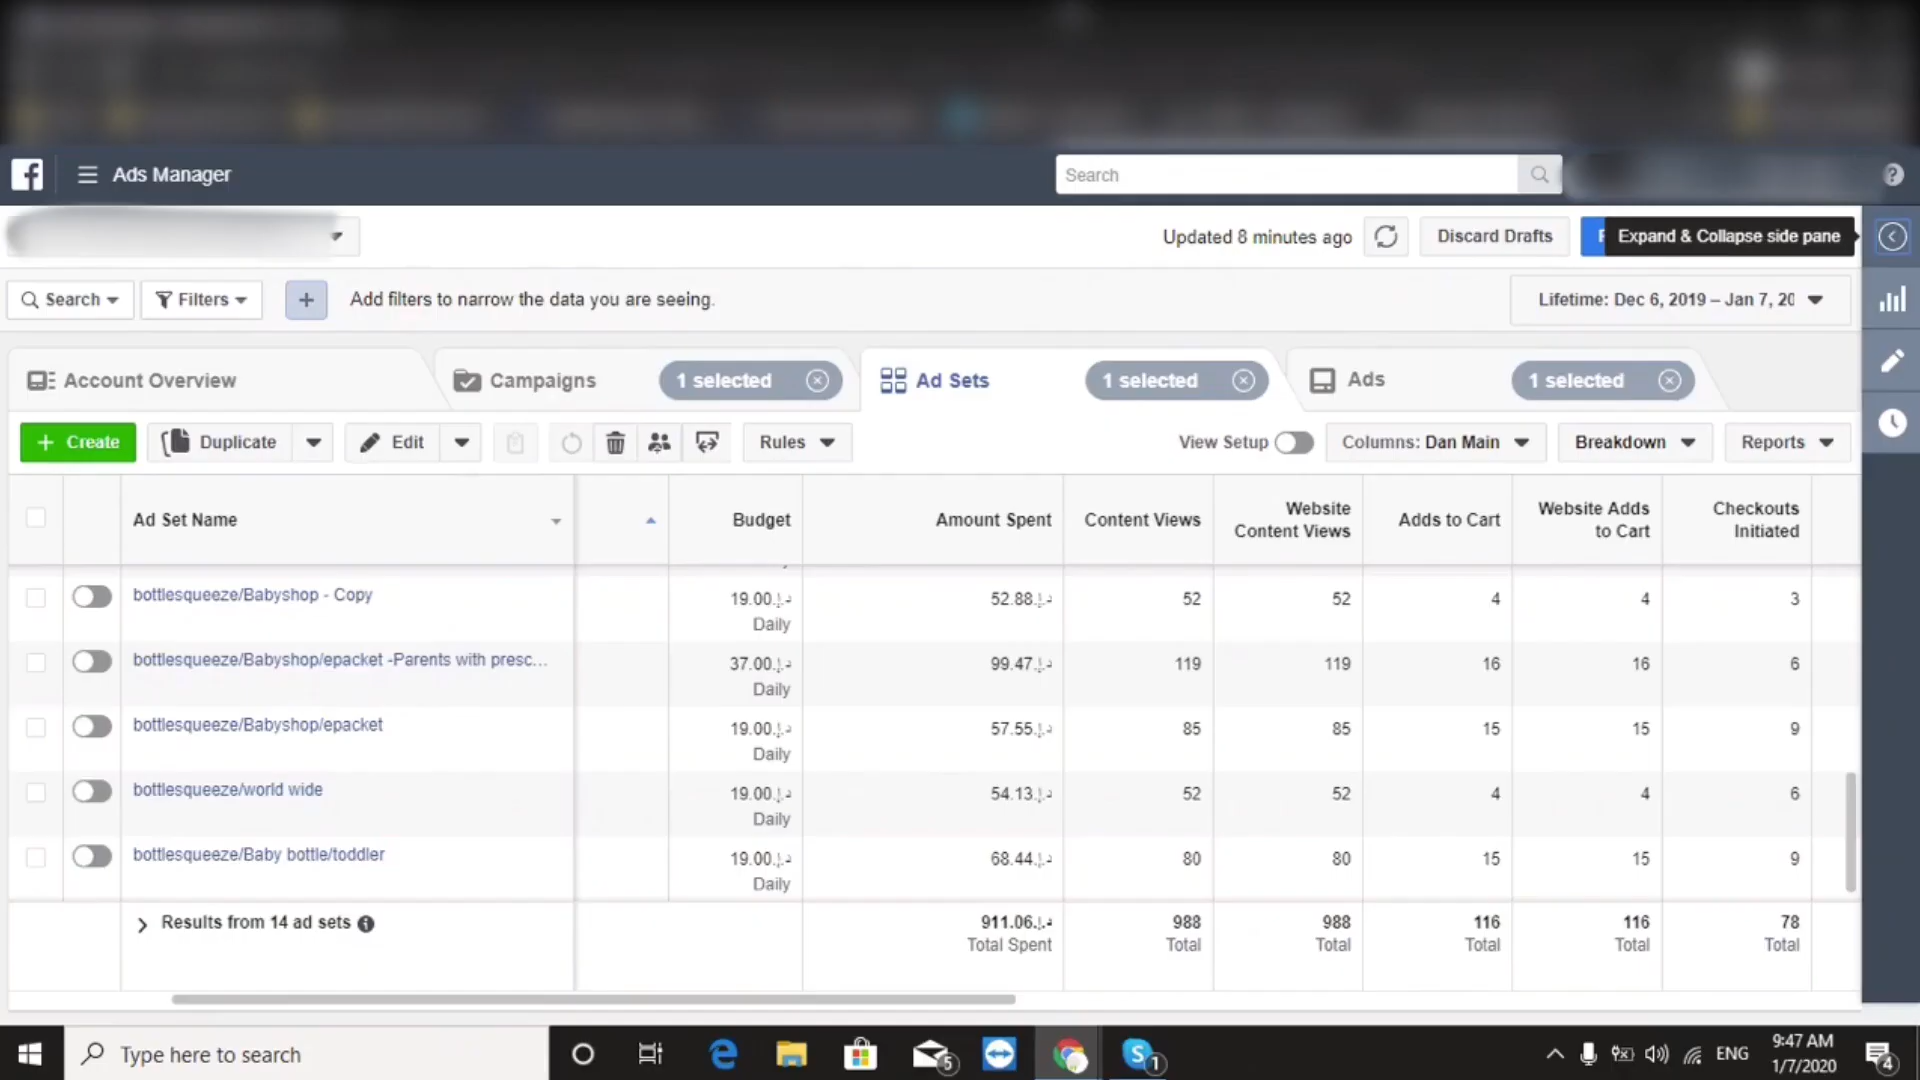 Ads Manager
Search
Updated 8 minutes ago
Discard Drafts
Expand & Collapse side pane
Search
Filters
Add filters to narrow the data you are seeing.
Lifetime: Dec 6, 2019 – Jan 7, 20
Account Overview
Campaigns
1 selected
Ad Sets
1 selected
Ads
1 selected
+ Create
Duplicate
Edit
Rules
View Setup
Columns: Dan Main
Breakdown
Reports
Ad Set Name
Budget
Amount Spent
Content Views
Website Content Views
Adds to Cart
Website Adds to Cart
Checkouts Initiated
bottlesqueeze/Babyshop - Copy
19.00.د.إ
Daily
52.88.د.إ
52
52
4
4
3
bottlesqueeze/Babyshop/epacket -Parents with presc...
37.00.د.إ
Daily
99.47.د.إ
119
119
16
16
6
bottlesqueeze/Babyshop/epacket
19.00.د.إ
Daily
57.55.د.إ
85
85
15
15
9
bottlesqueeze/world wide
19.00.د.إ
Daily
54.13.د.إ
52
52
4
4
6
bottlesqueeze/Baby bottle/toddler
19.00.د.إ
Daily
68.44.د.إ
80
80
15
15
9
Results from 14 ad sets
911.06.د.إ
Total Spent
988
Total
988
Total
116
Total
116
Total
78
Total
Type here to search
5
1
ENG
9:47 AM
1/7/2020
4